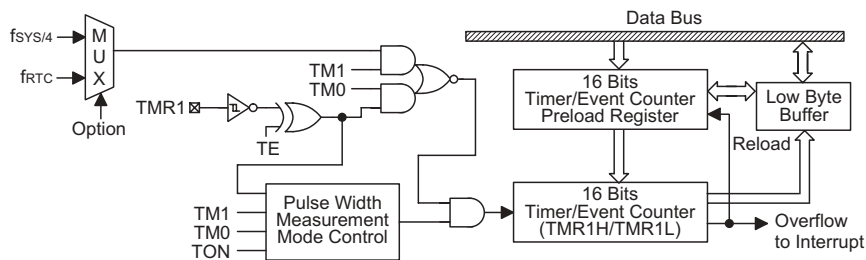 Data Bus
fSYS/4
fRTC
M
U
X
Option
TM1
TM0
TMR1
TE
16 Bits
Timer/Event Counter
Preload Register
Low Byte
Buffer
Reload
TM1
TM0
TON
Pulse Width
Measurement
Mode Control
16 Bits
Timer/Event Counter
(TMR1H/TMR1L)
Overflow
to Interrupt